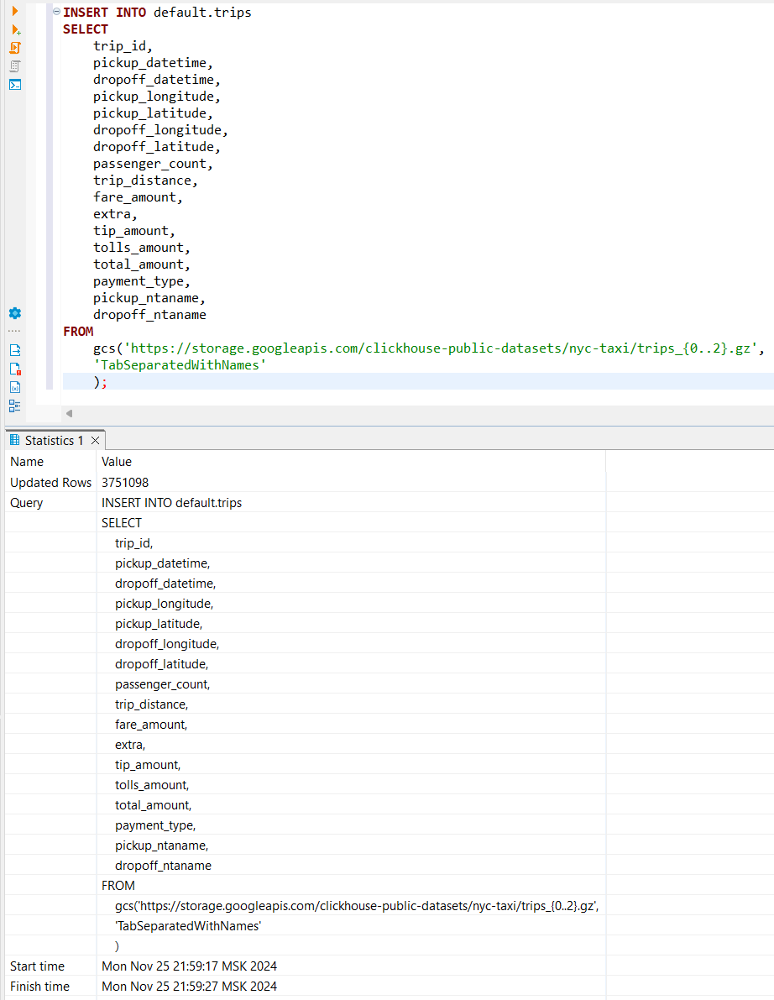 INSERT INTO default.trips
SELECT
trip_id,
pickup_datetime,
dropoff_datetime,
pickup_longitude,
pickup_latitude,
dropoff_longitude,
dropoff_latitude,
passenger_count,
trip_distance,
fare_amount,
extra,
tip_amount,
tolls_amount,
total_amount,
payment_type,
pickup_ntaname,
dropoff_ntaname
FROM
gcs('https://storage.googleapis.com/clickhouse-public-datasets/nyc-taxi/trips_{0..2}.gz',
'TabSeparatedWithNames'
);
Statistics 1
Name Value
Updated Rows 3751098
Query INSERT INTO default.trips
SELECT
trip_id,
pickup_datetime,
dropoff_datetime,
pickup_longitude,
pickup_latitude,
dropoff_longitude,
dropoff_latitude,
passenger_count,
trip_distance,
fare_amount,
extra,
tip_amount,
tolls_amount,
total_amount,
payment_type,
pickup_ntaname,
dropoff_ntaname
FROM
gcs('https://storage.googleapis.com/clickhouse-public-datasets/nyc-taxi/trips_{0..2}.gz',
'TabSeparatedWithNames'
)
Start time Mon Nov 25 21:59:17 MSK 2024
Finish time Mon Nov 25 21:59:27 MSK 2024